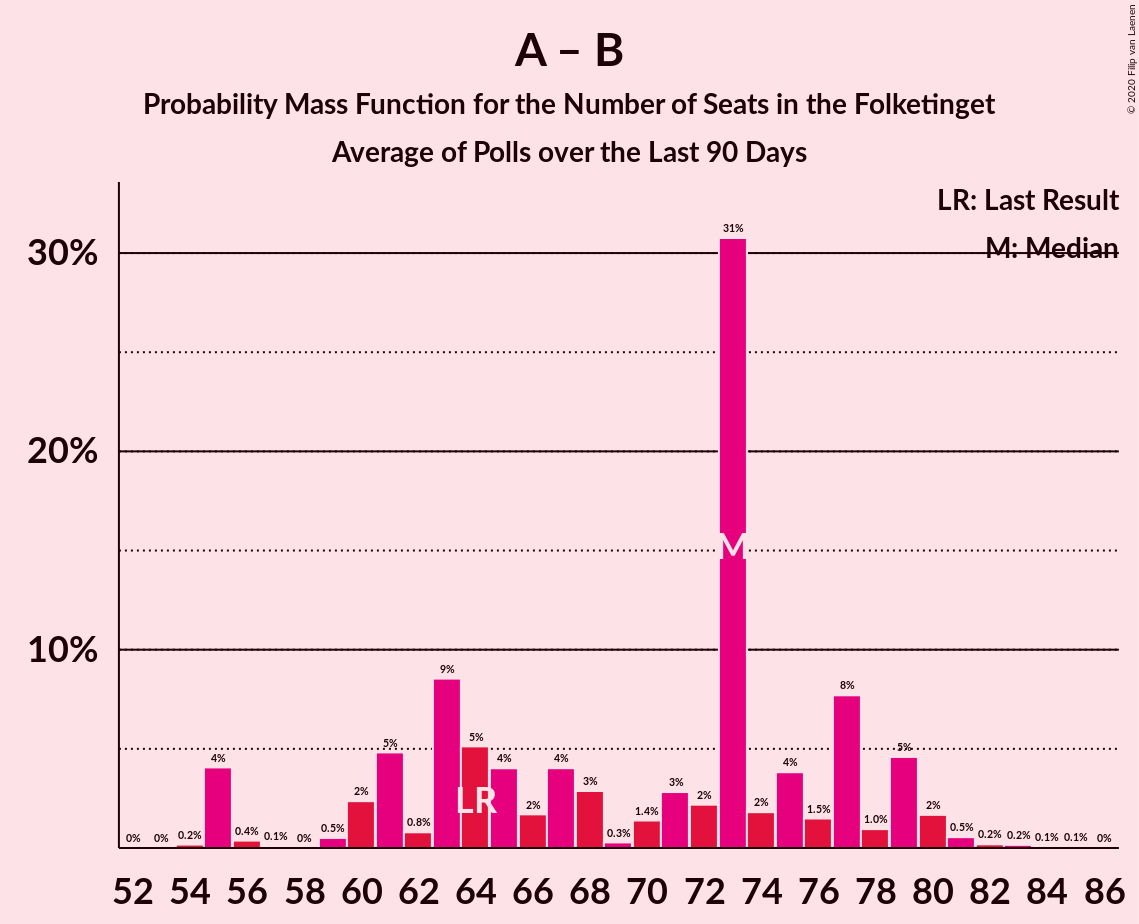 A – B
Probability Mass Function for the Number of Seats in the Folketinget
Average of Polls over the Last 90 Days
© 2020 Filip van Laenen
LR: Last Result
M: Median
30%
20%
10%
0% 0% 0.2% 4% 0.4% 0.1% 0% 0.5% 2% 5% 0.8% 9% 5% 4% 2% 4% 3% 0.3% 1.4% 3% 2% 31% 2% 4% 1.5% 8% 1.0% 5% 2% 0.5% 0.2% 0.2% 0.1% 0.1% 0%
LR
M
52 54 56 58 60 62 64 66 68 70 72 74 76 78 80 82 84 86